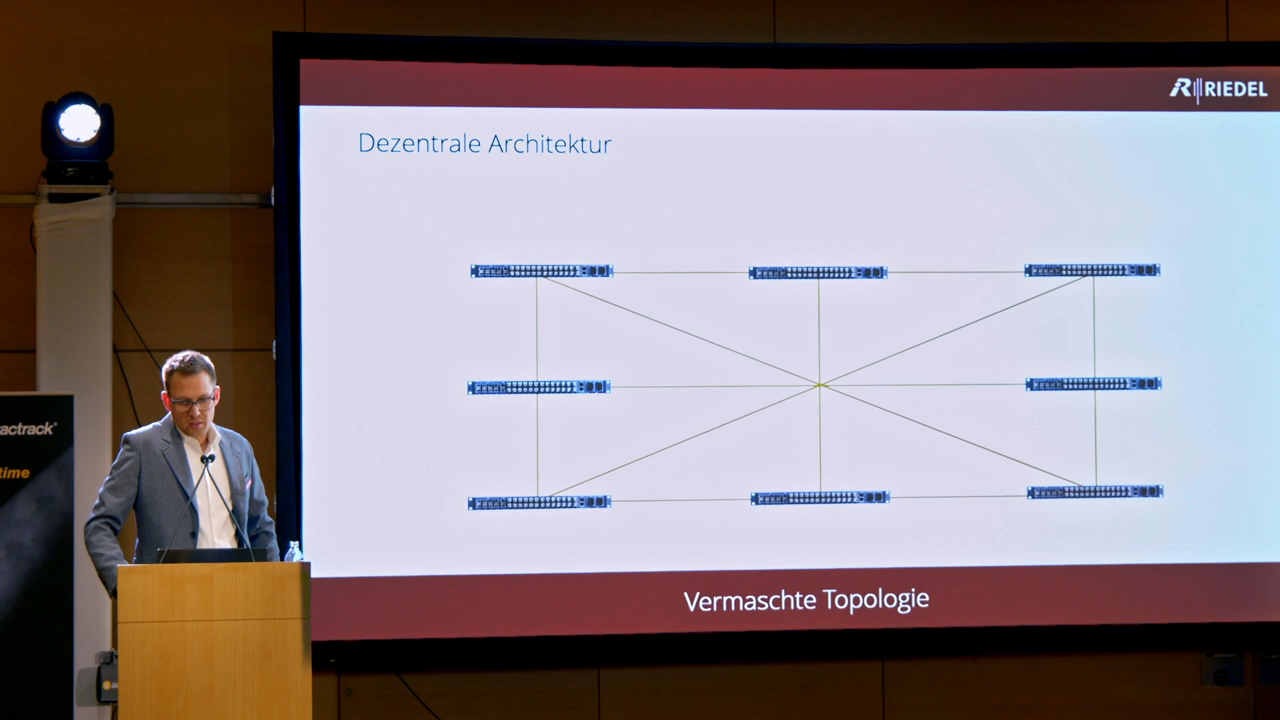 RIEDEL
Dezentrale Architektur
actrack®
time
Vermaschte Topologie